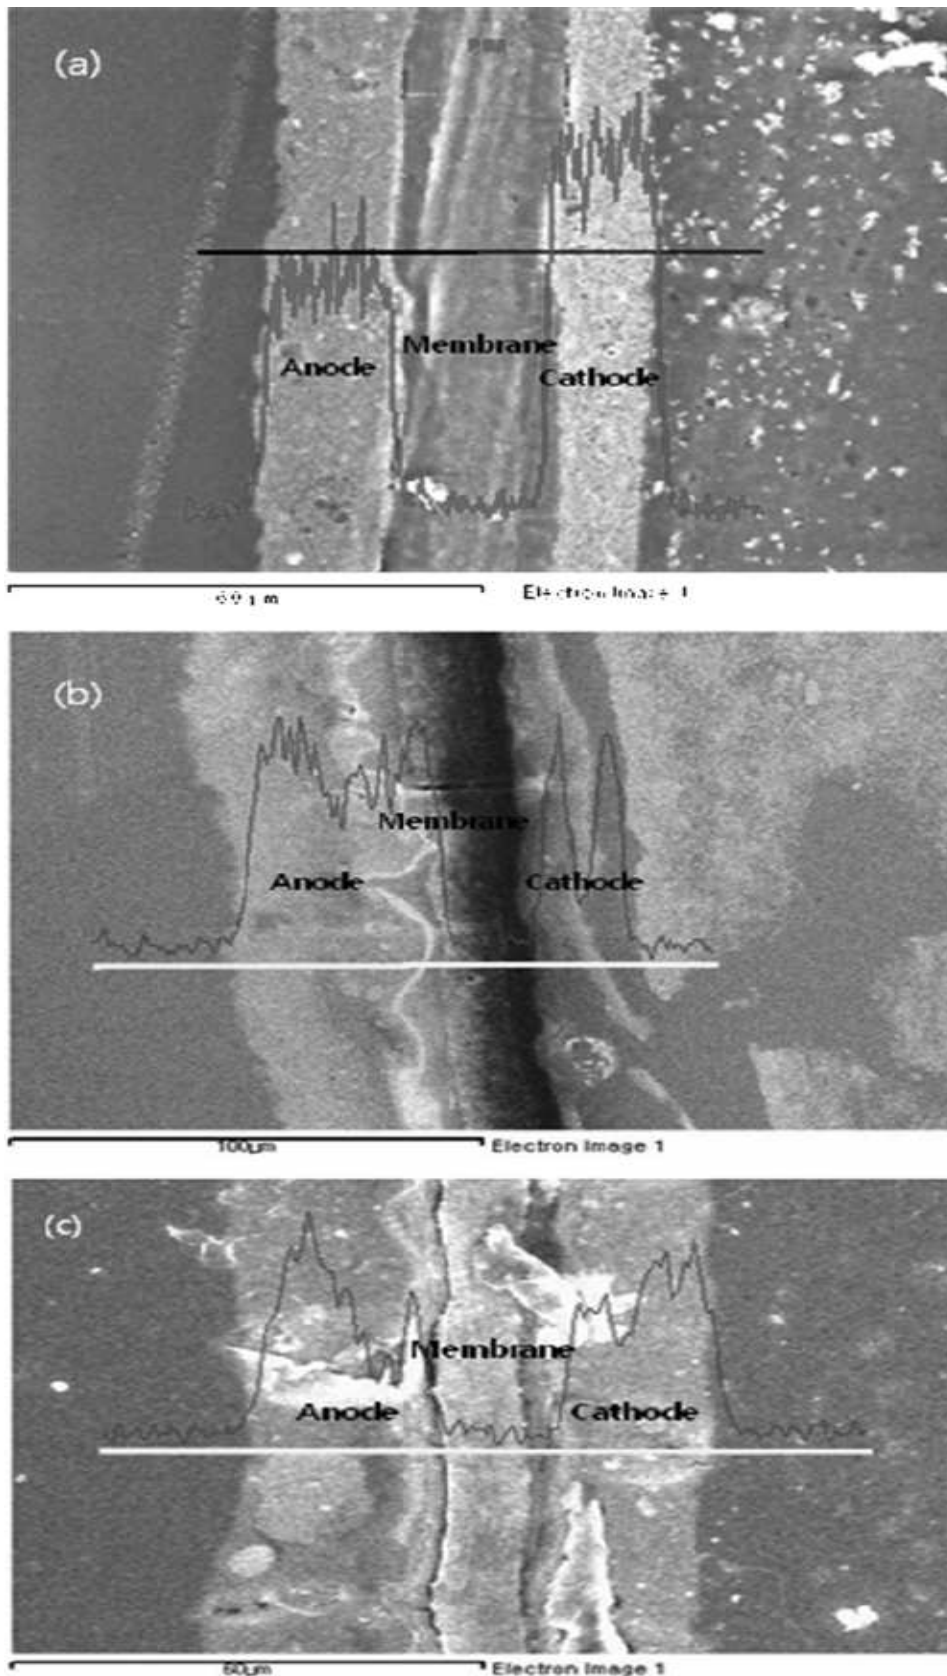 (a)
Membrane
Anode
Cathode
Electron Image 1
(b)
Membrane
Anode
Cathode
100µm
Electron Image 1
(c)
Membrane
Anode
Cathode
60µm
Electron Image 1